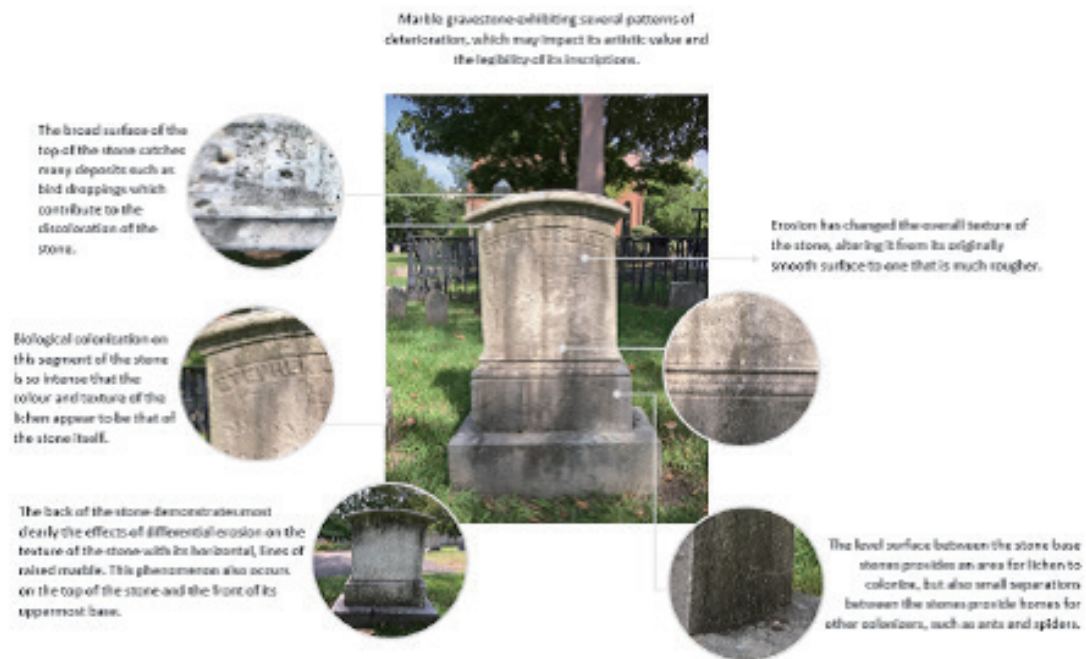 Marble gravestone exhibiting several patterns of
deterioration, which may impact its artistic value and
the legibility of its inscriptions.
The broad surface of the
top of the stone catches
many deposits such as
bird droppings which
contribute to the
discoloration of the
stone.
Erosion has changed the overall texture of
the stone, altering it from its originally
smooth surface to one that is much rougher.
Biological colonization on
this segment of the stone
is so intense that the
colour and texture of the
lichen appear to be that of
the stone itself.
STEPHEN
The back of the stone demonstrates most
clearly the effects of differential erosion on the
texture of the stone with its horizontal, lines of
raised marble. This phenomenon also occurs
on the top of the stone and the front of its
uppermost base.
The level surface between the stone base
stones provides an area for lichen to
colonize, but also small separations
between the stones provide homes for
other colonizers, such as ants and spiders.